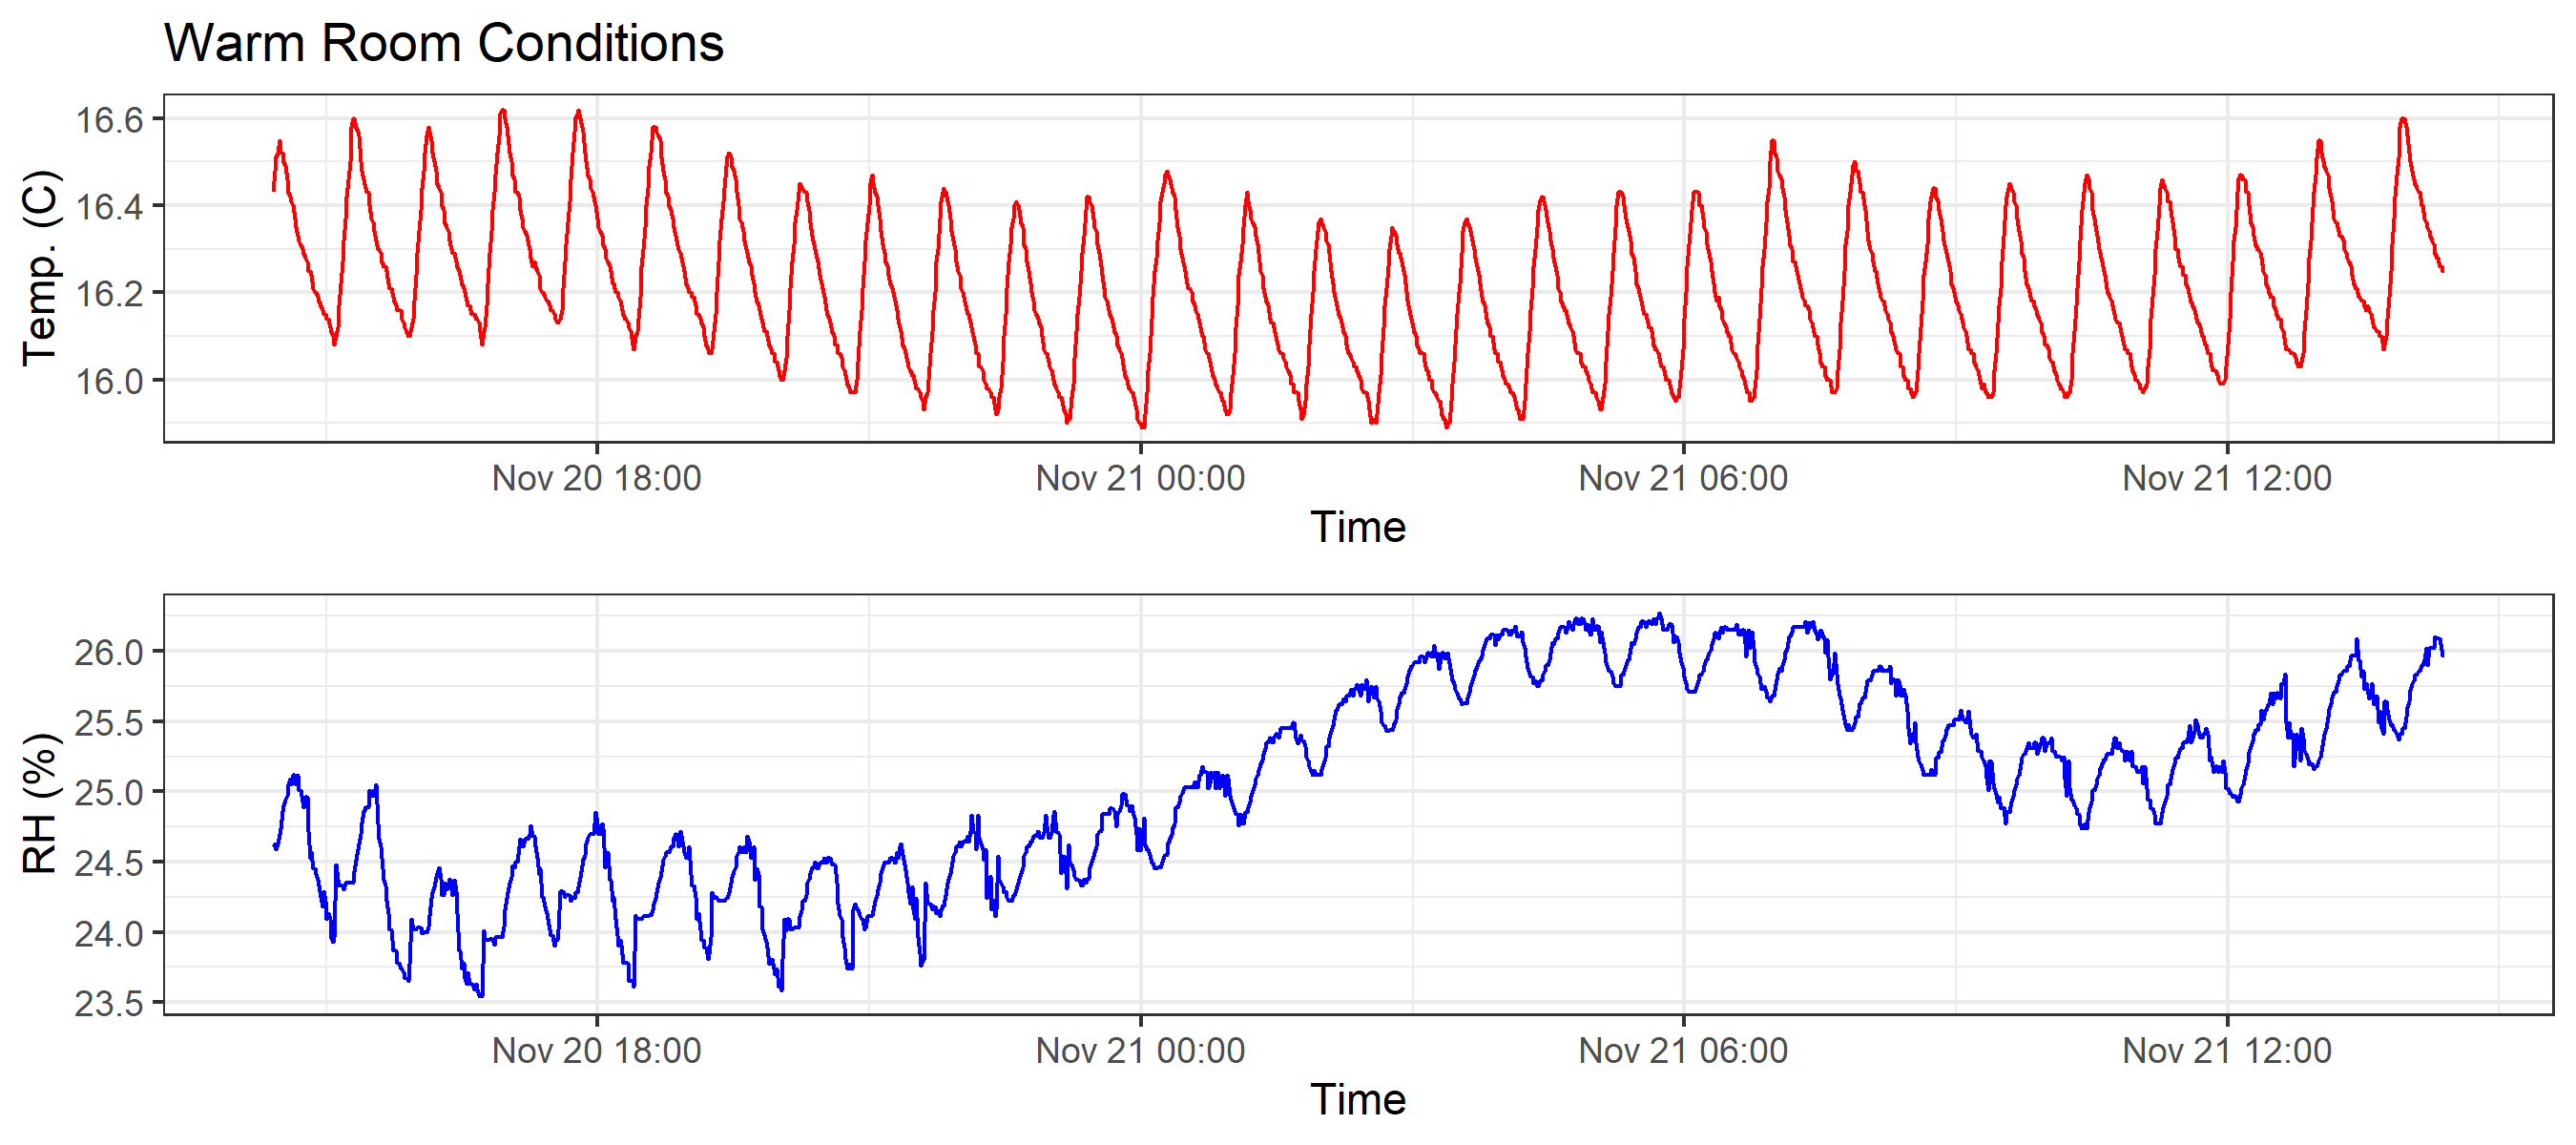 Warm Room Conditions
16.6
16.4
16.2
16.0
Temp. (C)
Nov 20 18:00 Nov 21 00:00 Nov 21 06:00 Nov 21 12:00
Time
26.0
25.5
25.0
24.5
24.0
23.5
RH (%)
Nov 20 18:00 Nov 21 00:00 Nov 21 06:00 Nov 21 12:00
Time